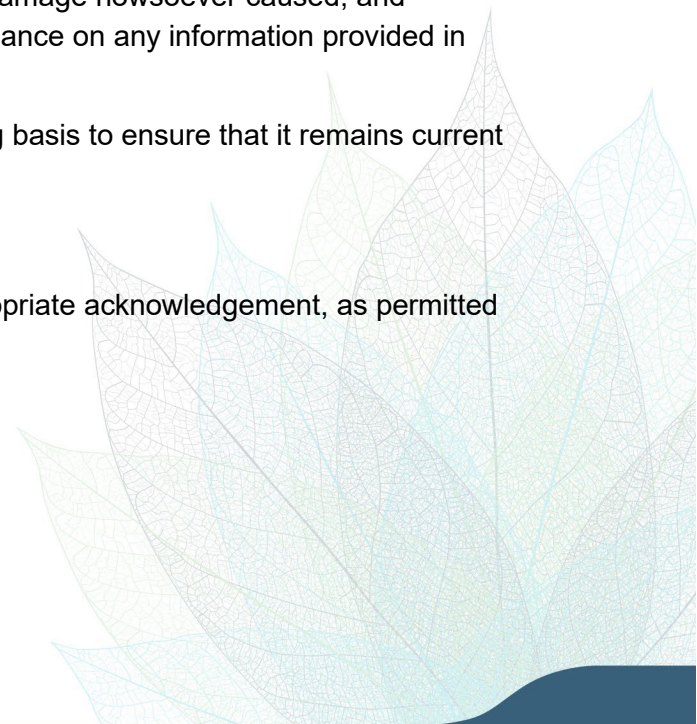 damage howsoever caused, and
ance on any information provided in
basis to ensure that it remains current
opriate acknowledgement, as permitted